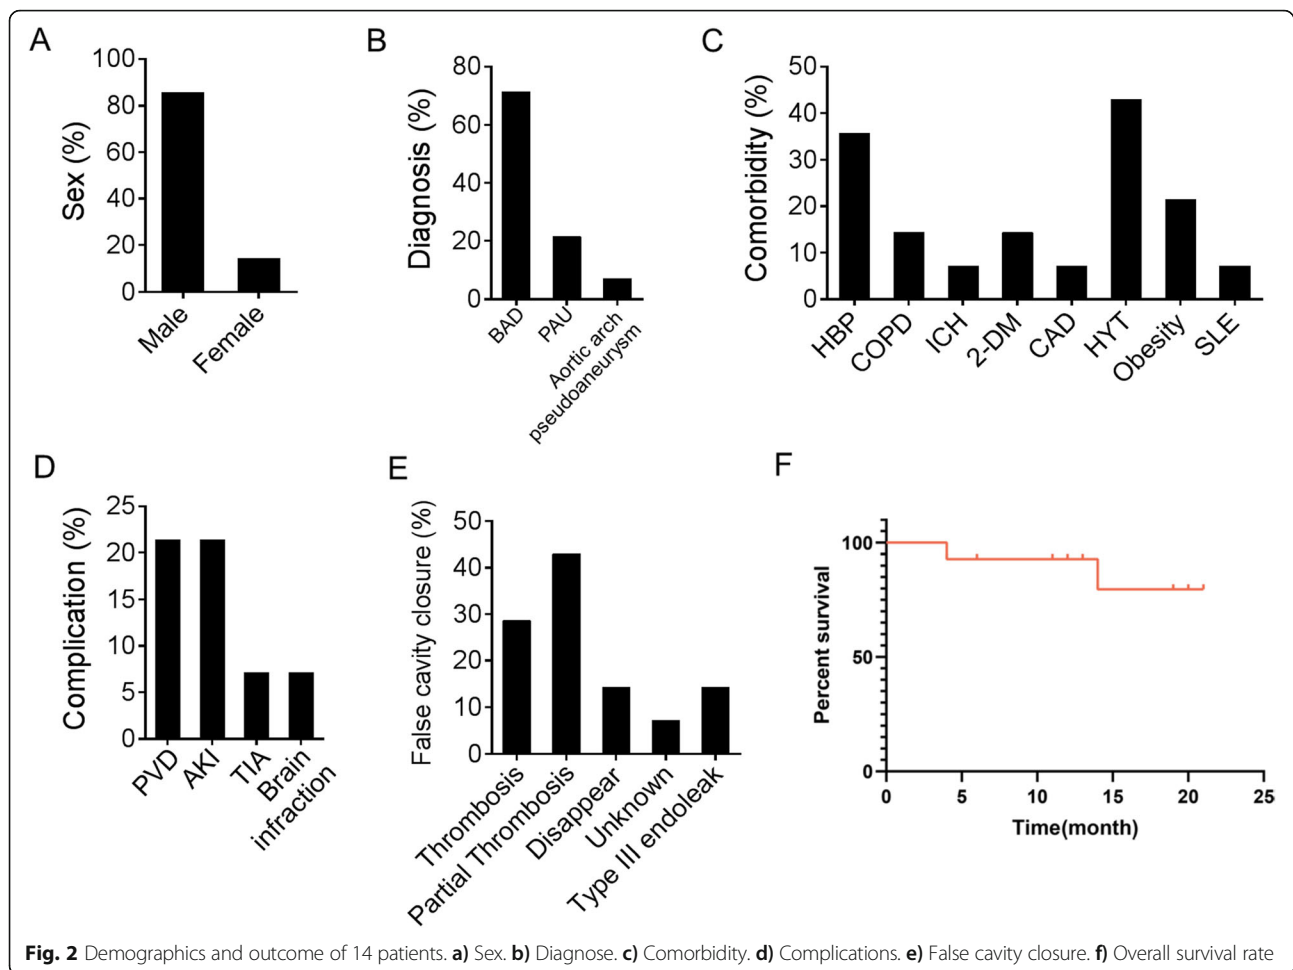 A
Sex (%)
100
80
60
40
20
0
Male
Female
B
Diagnosis (%)
80
60
40
20
0
BAD
PAU
Aortic arch
pseudoaneurysm
C
Comorbidity (%)
50
40
30
20
10
0
HBP
COPD
ICH
2-DM
CAD
HYT
Obesity
SLE
D
Complication (%)
25
20
15
10
5
0
PVD
AKI
TIA
Brain
infraction
E
False cavity closure (%)
50
40
30
20
10
0
Thrombosis
Partial Thrombosis
Disappear
Unknown
Type III endoleak
F
Percent survival
100
50
0
0 5 10 15 20 25
Time(month)
Fig. 2 Demographics and outcome of 14 patients. a) Sex. b) Diagnose. c) Comorbidity. d) Complications. e) False cavity closure. f) Overall survival rate